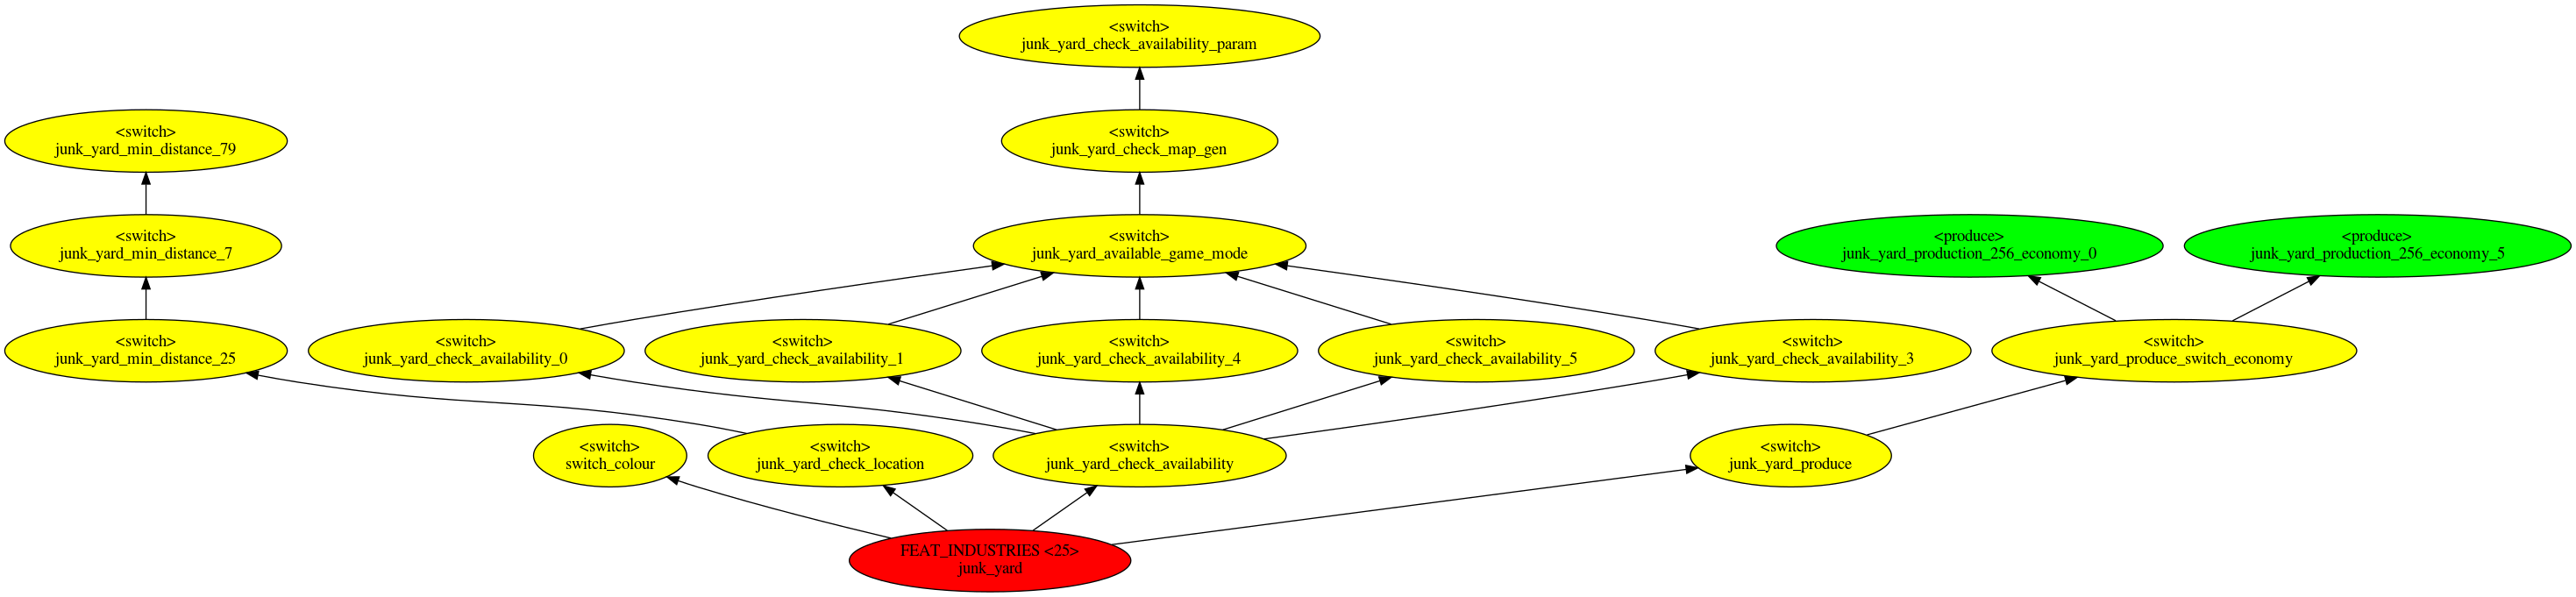 <switch>
junk_yard_check_availability_param
<switch>
junk_yard_min_distance_79
<switch>
junk_yard_check_map_gen
<switch>
junk_yard_min_distance_7
<switch>
junk_yard_available_game_mode
<produce>
junk_yard_production_256_economy_0
<produce>
junk_yard_production_256_economy_5
<switch>
junk_yard_min_distance_25
<switch>
junk_yard_check_availability_0
<switch>
junk_yard_check_availability_1
<switch>
junk_yard_check_availability_4
<switch>
junk_yard_check_availability_5
<switch>
junk_yard_check_availability_3
<switch>
junk_yard_produce_switch_economy
<switch>
switch_colour
<switch>
junk_yard_check_location
<switch>
junk_yard_check_availability
<switch>
junk_yard_produce
FEAT_INDUSTRIES <25>
junk_yard